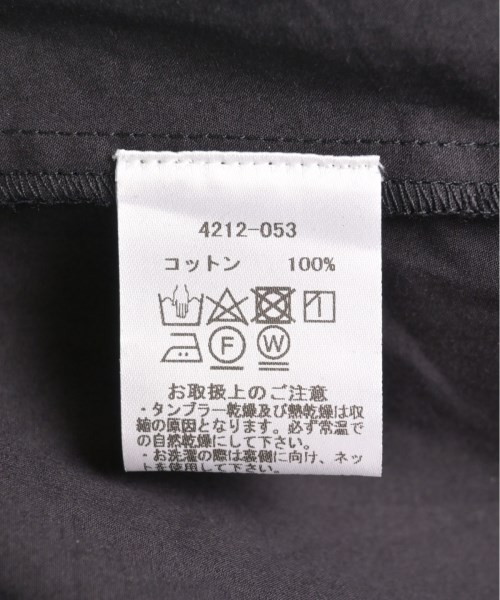 4212-053
コットン 100%
F W
お取扱上のご注意
・タンブラー乾燥及び熱乾燥は収
縮の原因となります。必ず常温で
の自然乾燥にして下さい。
・お洗濯の際は裏側に向け、ネッ
トを使用して下さい。